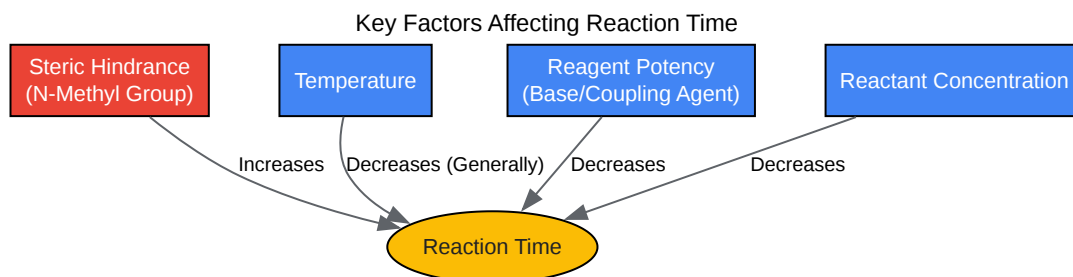 Key Factors Affecting Reaction Time
Steric Hindrance
(N-Methyl Group)
Temperature
Reagent Potency
(Base/Coupling Agent)
Reactant Concentration
Increases
Decreases (Generally)
Decreases
Decreases
Reaction Time